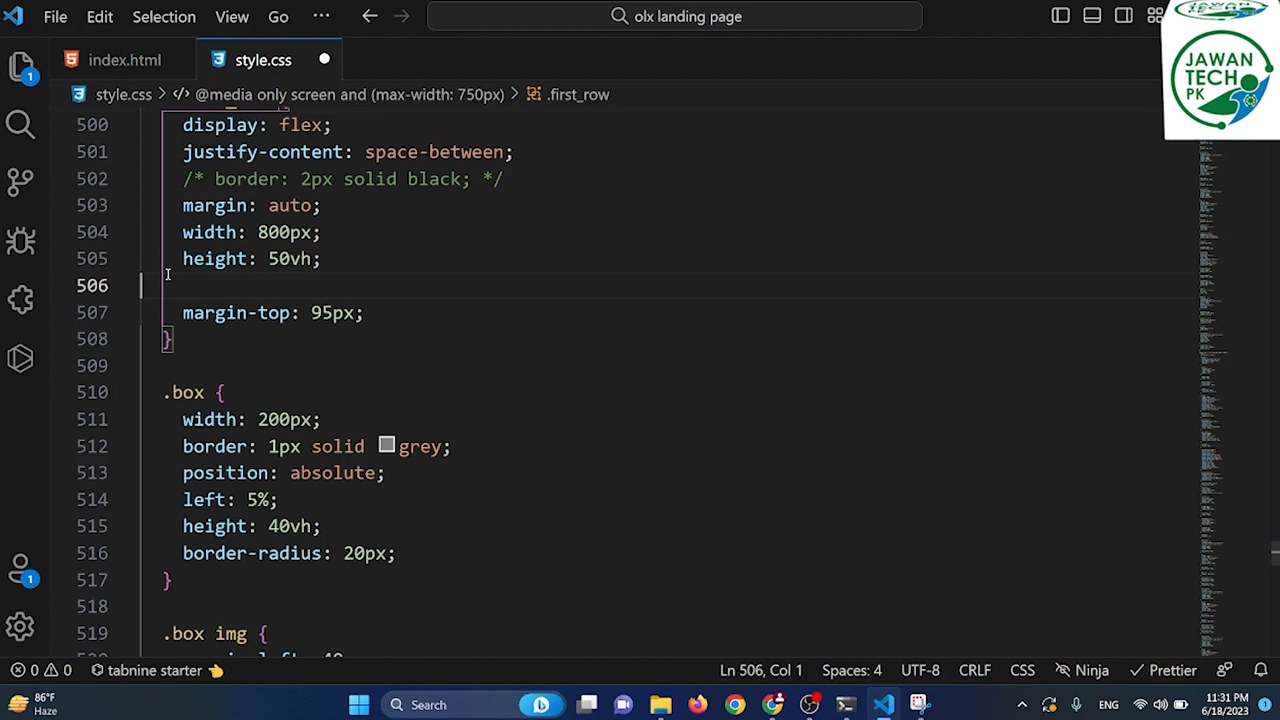 File Edit Selection View Go ··· clk landing page
JAWAN
TECH
PK
index.html style.css
style.css > @media only screen and (max-width: 750px) > .first_row
500 display: flex;
501 justify-content: space-between;
502 /* border: 2px solid black; *
503 margin: auto;
504 width: 800px;
505 height: 50vh;
506
507 margin-top: 95px;
508 }
510 .box {
511 width: 200px;
512 border: 1px solid grey;
513 position: absolute;
514 left: 5%;
515 height: 40vh;
516 border-radius: 20px;
517 }
518
519 .box img {
0 0 tabnine starter Ln 506, Col 1 Spaces: 4 UTF-8 CRLF CSS Ninja Prettier
86°F
Haze
Search
ENG
11:31 PM
6/18/2023